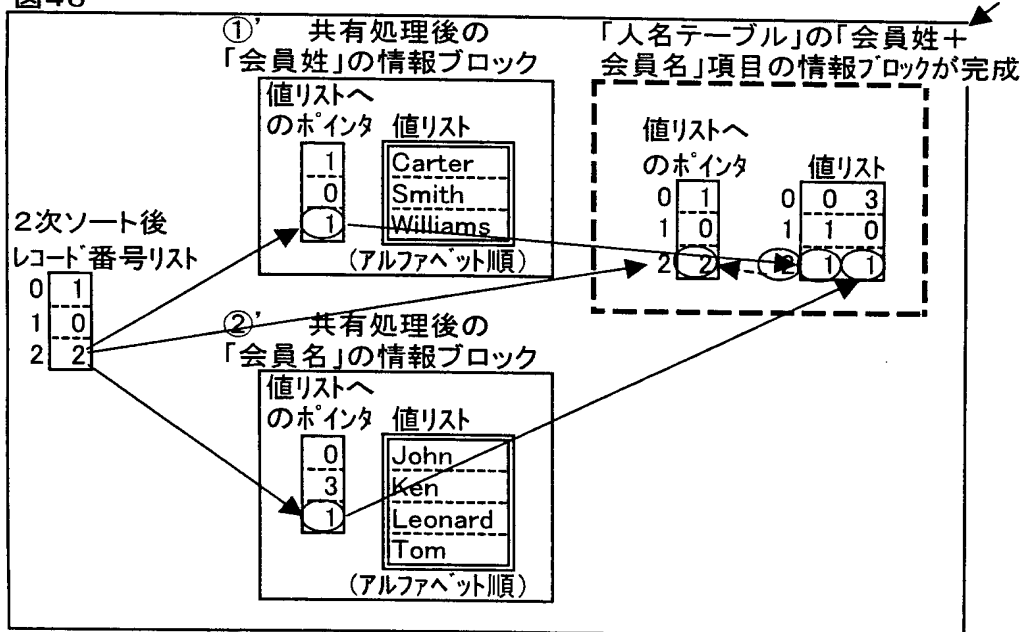 図46
①’ 共有処理後の
「会員姓」の情報ブロック
値リストへ
のポインタ 値リスト
1 Carter
0 Smith
1 Williams
(アルファベット順)
「人名テーブル」の「会員姓+
会員名」項目の情報ブロックが完成
値リストへ
のポインタ 値リスト
0 1 0 0 3
1 0 1 1 0
2 2 2 1 1
2次ソート後
レコード番号リスト
0 1
1 0
2 2
②’ 共有処理後の
「会員名」の情報ブロック
値リストへ
のポインタ 値リスト
0 John
3 Ken
1 Leonard
Tom
(アルファベット順)